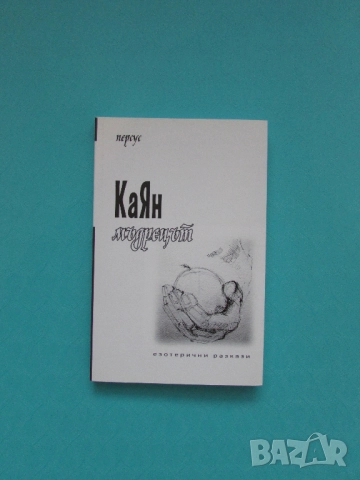 персус
КаЯн
мъдрецът
езотерични разкази
BAZAR